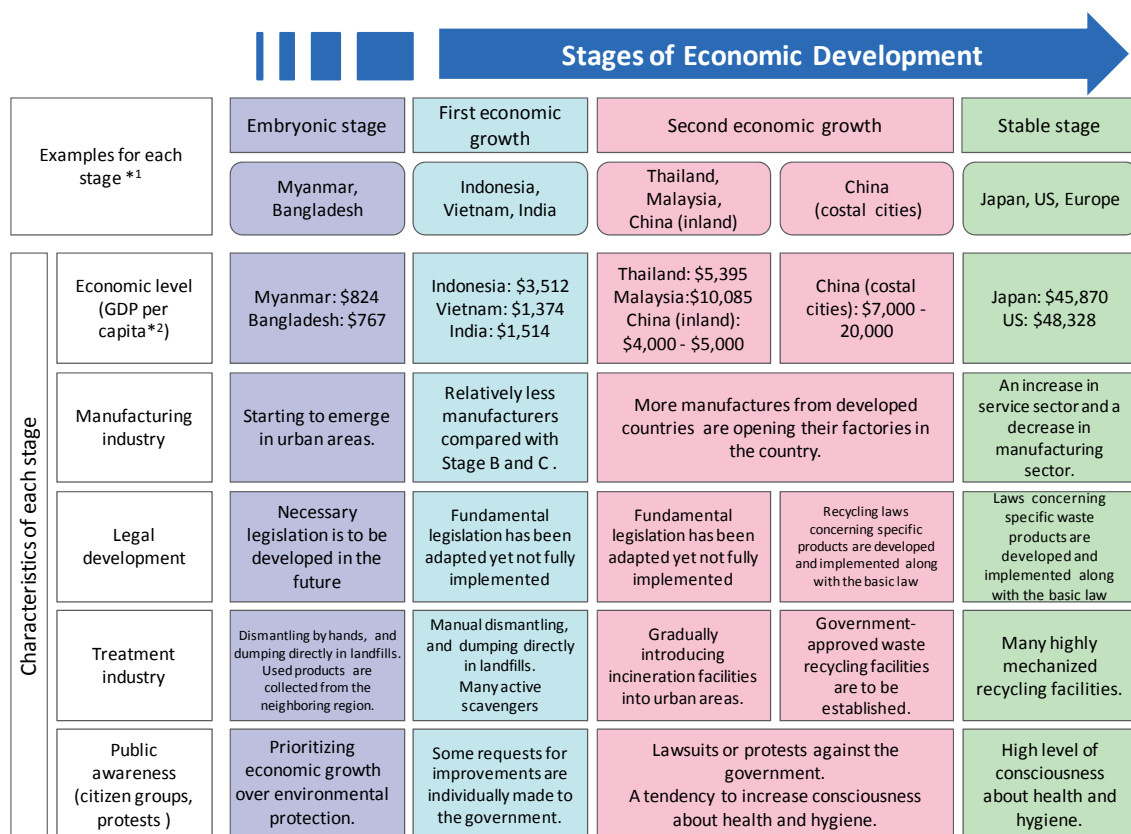 Stages of Economic Development
Examples for each
stage *1
Embryonic stage
First economic
growth
Second economic growth
Stable stage
Myanmar,
Bangladesh
Indonesia,
Vietnam, India
Thailand,
Malaysia,
China (inland)
China
(costal cities)
Japan, US, Europe
Characteristics of each stage
Economic level
(GDP per
capita*2)
Myanmar: $824
Bangladesh: $767
Indonesia: $3,512
Vietnam: $1,374
India: $1,514
Thailand: $5,395
Malaysia:$10,085
China (inland):
$4,000 - $5,000
China (costal
cities): $7,000 -
20,000
Japan: $45,870
US: $48,328
Manufacturing
industry
Starting to emerge
in urban areas.
Relatively less
manufacturers
compared with
Stage B and C .
More manufactures from developed
countries are opening their factories in
the country.
An increase in
service sector and a
decrease in
manufacturing
sector.
Legal
development
Necessary
legislation is to be
developed in the
future
Fundamental
legislation has been
adapted yet not fully
implemented
Fundamental
legislation has been
adapted yet not fully
implemented
Recycling laws
concerning specific
products are developed
and implemented along
with the basic law
Laws concerning
specific waste
products are
developed and
implemented along
with the basic law
Treatment
industry
Dismantling by hands, and
dumping directly in landfills.
Used products are
collected from the
neighboring region.
Manual dismantling,
and dumping directly
in landfills.
Many active
scavengers
Gradually
introducing
incineration facilities
into urban areas.
Government-
approved waste
recycling facilities
are to be
established.
Many highly
mechanized
recycling facilities.
Public
awareness
(citizen groups,
protests )
Prioritizing
economic growth
over environmental
protection.
Some requests for
improvements are
individually made to
the government.
Lawsuits or protests against the
government.
A tendency to increase consciousness
about health and hygiene.
High level of
consciousness
about health and
hygiene.